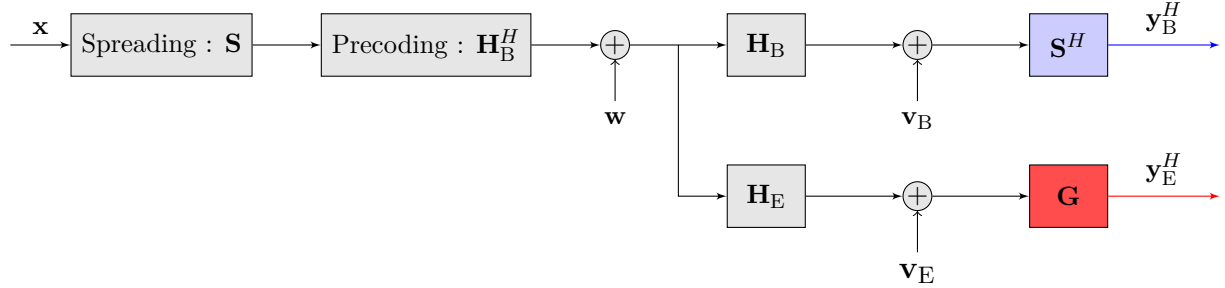 x
Spreading : S
Precoding : H_B^H
+
w
H_B
+
v_B
S^H
y_B^H
H_E
+
v_E
G
y_E^H